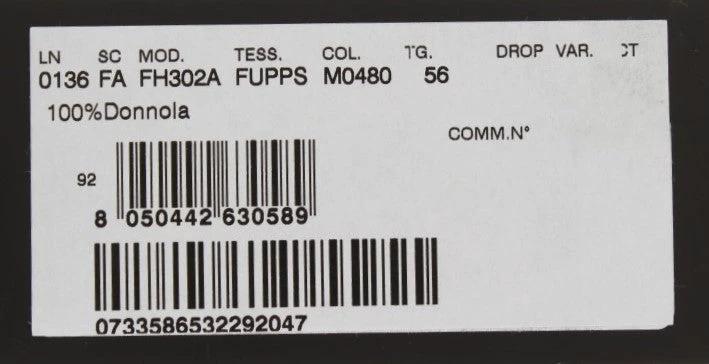 LN SC MOD. TESS. COL. TG. DROP VAR. CT
0136 FA FH302A FUPPS M0480 56
100%Donnola
COMM.N°
92
8 050442 630589
0733586532292047